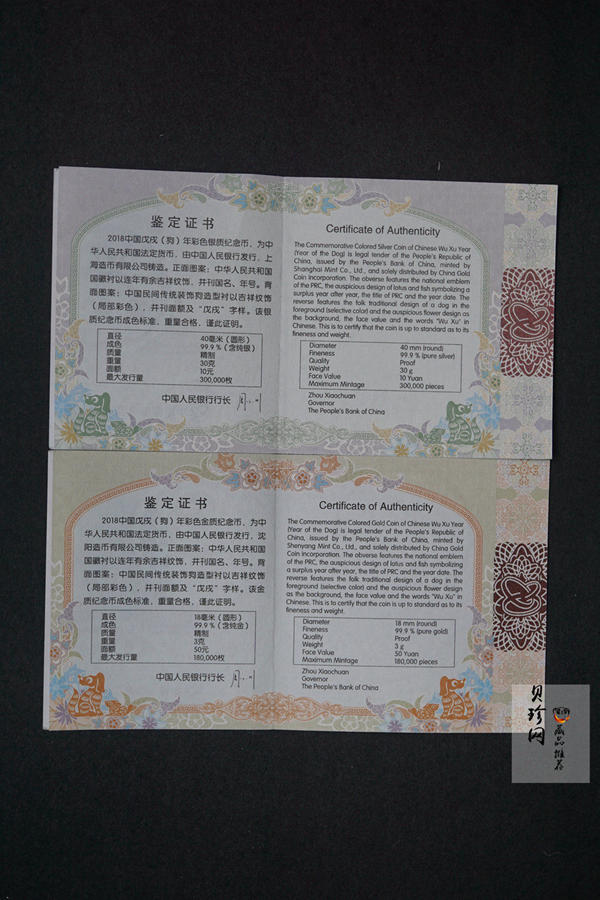 鉴定证书
2018中国戊戌（狗）年彩色银质纪念币，为中
华人民共和国法定货币，由中国人民银行发行，上
海造币有限公司铸造。正面图案：中华人民共和国
国徽衬以连年有余吉祥纹饰，并刊国名、年号。背
面图案：中国民间传统装饰狗造型衬以吉祥纹饰
（局部彩色），并刊面额及“戊戌”字样。该银
质纪念币成色标准，重量合格，谨此证明。
直径 40毫米（圆形）
成色 99.9％（含纯银）
质量 精制
重量 30克
面额 10元
最大发行量 300,000枚
中国人民银行行长
Certificate of Authenticity
The Commemorative Colored Silver Coin of Chinese Wu Xu Year
(Year of the Dog) is legal tender of the People's Republic of
China, issued by the People's Bank of China, minted by
Shanghai Mint Co., Ltd., and solely distributed by China Gold
Coin Incorporation. The obverse features the national emblem
of the PRC, the auspicious design of lotus and fish symbolizing a
surplus year after year, the title of PRC and the year date. The
reverse features the folk traditional design of a dog in the
foreground (selective color) and the auspicious flower design as
the background, the face value and the words "Wu Xu" in
Chinese. This is to certify that the coin is up to standard as to its
fineness and weight.
Diameter 40 mm (round)
Fineness 99.9 % (pure silver)
Quality Proof
Weight 30 g
Face Value 10 Yuan
Maximum Mintage 300,000 pieces
Zhou Xiaochuan
Governor
The People's Bank of China
鉴定证书
2018中国戊戌（狗）年彩色金质纪念币，为中
华人民共和国法定货币，由中国人民银行发行，沈
阳造币有限公司铸造。正面图案：中华人民共和国
国徽衬以连年有余吉祥纹饰，并刊国名、年号。背
面图案：中国民间传统装饰狗造型衬以吉祥纹饰
（局部彩色），并刊面额及“戊戌”字样。该金
质纪念币成色标准，重量合格，谨此证明。
直径 18毫米（圆形）
成色 99.9％（含纯金）
质量 精制
重量 3克
面额 50元
最大发行量 180,000枚
中国人民银行行长
Certificate of Authenticity
The Commemorative Colored Gold Coin of Chinese Wu Xu Year
(Year of the Dog) is legal tender of the People's Republic of
China, issued by the People's Bank of China, minted by
Shenyang Mint Co., Ltd., and solely distributed by China Gold
Coin Incorporation. The obverse features the national emblem
of the PRC, the auspicious design of lotus and fish symbolizing
a surplus year after year, the title of PRC and the year date. The
reverse features the folk traditional design of a dog in the
foreground (selective color) and the auspicious flower design
as the background, the face value and the words "Wu Xu" in
Chinese. This is to certify that the coin is up to standard as to its
fineness and weight.
Diameter 18 mm (round)
Fineness 99.9 % (pure gold)
Quality Proof
Weight 3 g
Face Value 50 Yuan
Maximum Mintage 180,000 pieces
Zhou Xiaochuan
Governor
The People's Bank of China
贝珍网
藏品推荐